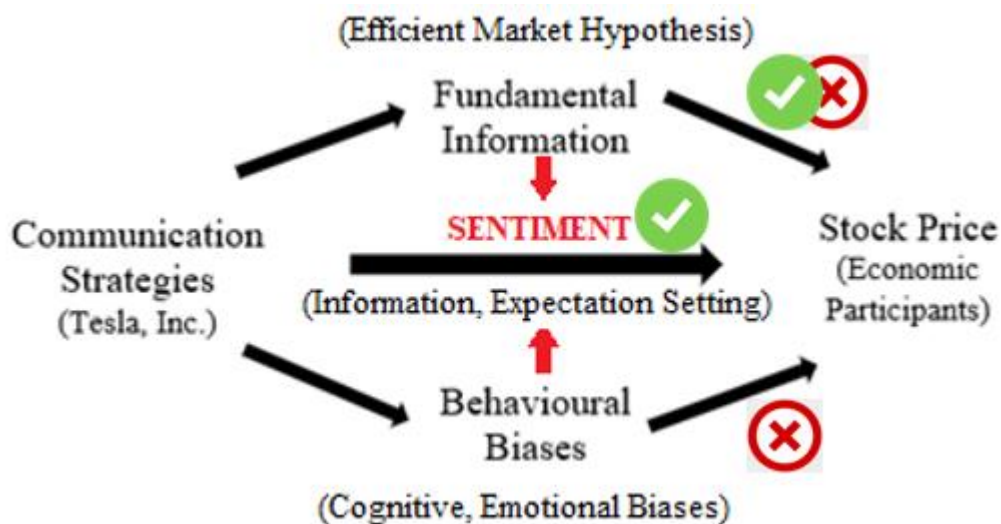 (Efficient Market Hypothesis)
Fundamental
Information
SENTIMENT
Communication
Strategies
(Tesla, Inc.)
(Information, Expectation Setting)
Stock Price
(Economic
Participants)
Behavioural
Biases
(Cognitive, Emotional Biases)